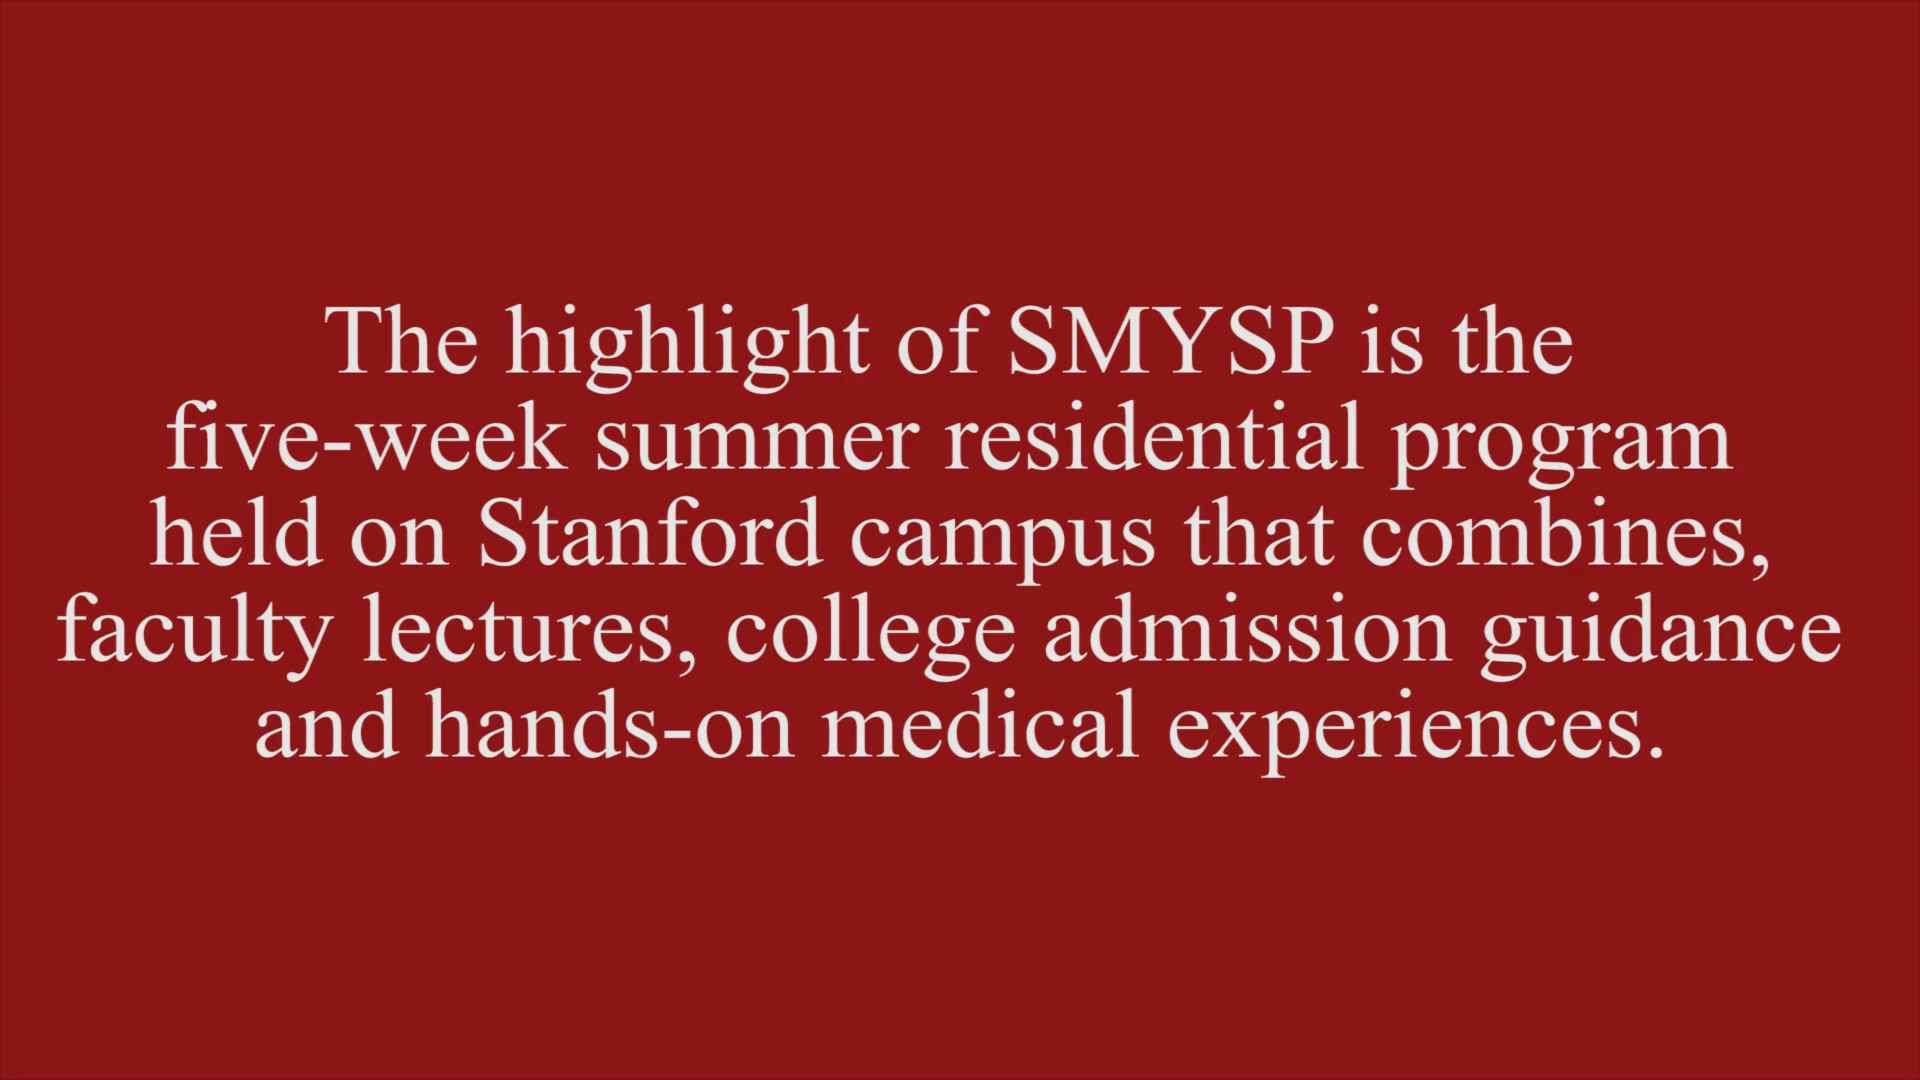 The highlight of SMYSP is the
five-week summer residential program
held on Stanford campus that combines,
faculty lectures, college admission guidance
and hands-on medical experiences.